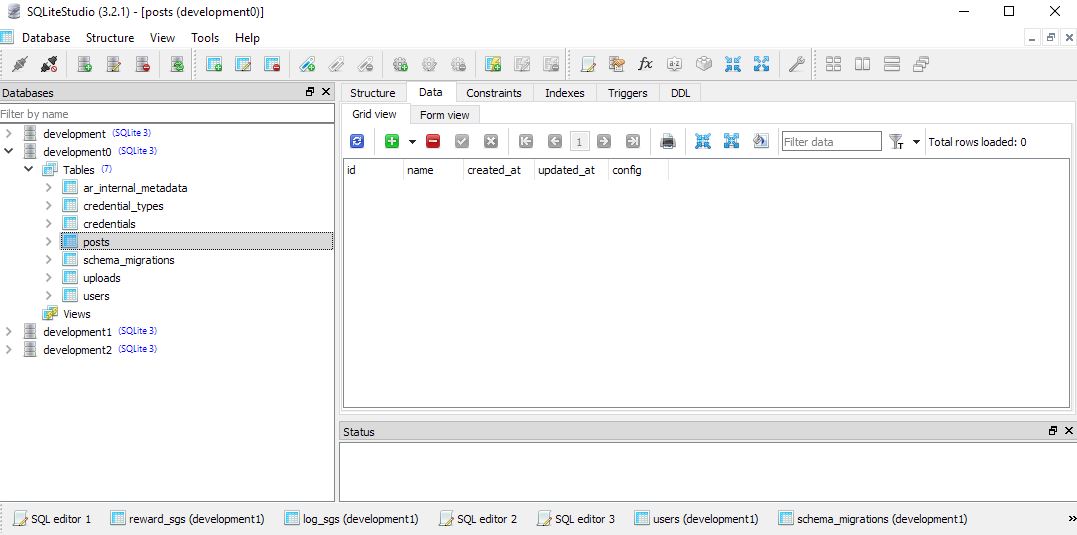 SQLiteStudio (3.2.1) - [posts (development0)]
Database Structure View Tools Help
Databases
Filter by name
development (SQLite 3)
development0 (SQLite 3)
Tables (7)
ar_internal_metadata
credential_types
credentials
posts
schema_migrations
uploads
users
Views
development1 (SQLite 3)
development2 (SQLite 3)
Structure Data Constraints Indexes Triggers DDL
Grid view Form view
1 Filter data Total rows loaded: 0
id name created_at updated_at config
Status
SQL editor 1 reward_sgs (development1) log_sgs (development1) SQL editor 2 SQL editor 3 users (development1) schema_migrations (development1)